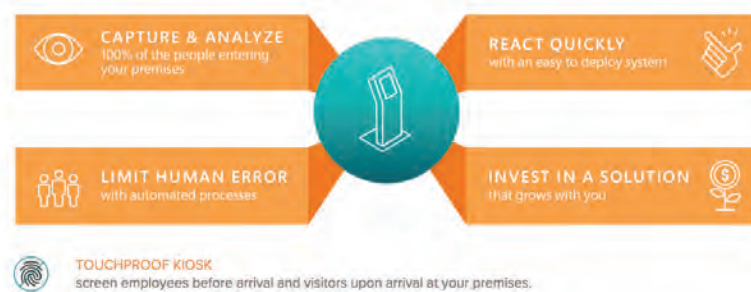 CAPTURE & ANALYZE
100% of the people entering
your premises
REACT QUICKLY
with an easy to deploy system
LIMIT HUMAN ERROR
with automated processes
INVEST IN A SOLUTION
that grows with you
$
TOUCHPROOF KIOSK
screen employees before arrival and visitors upon arrival at your premises.